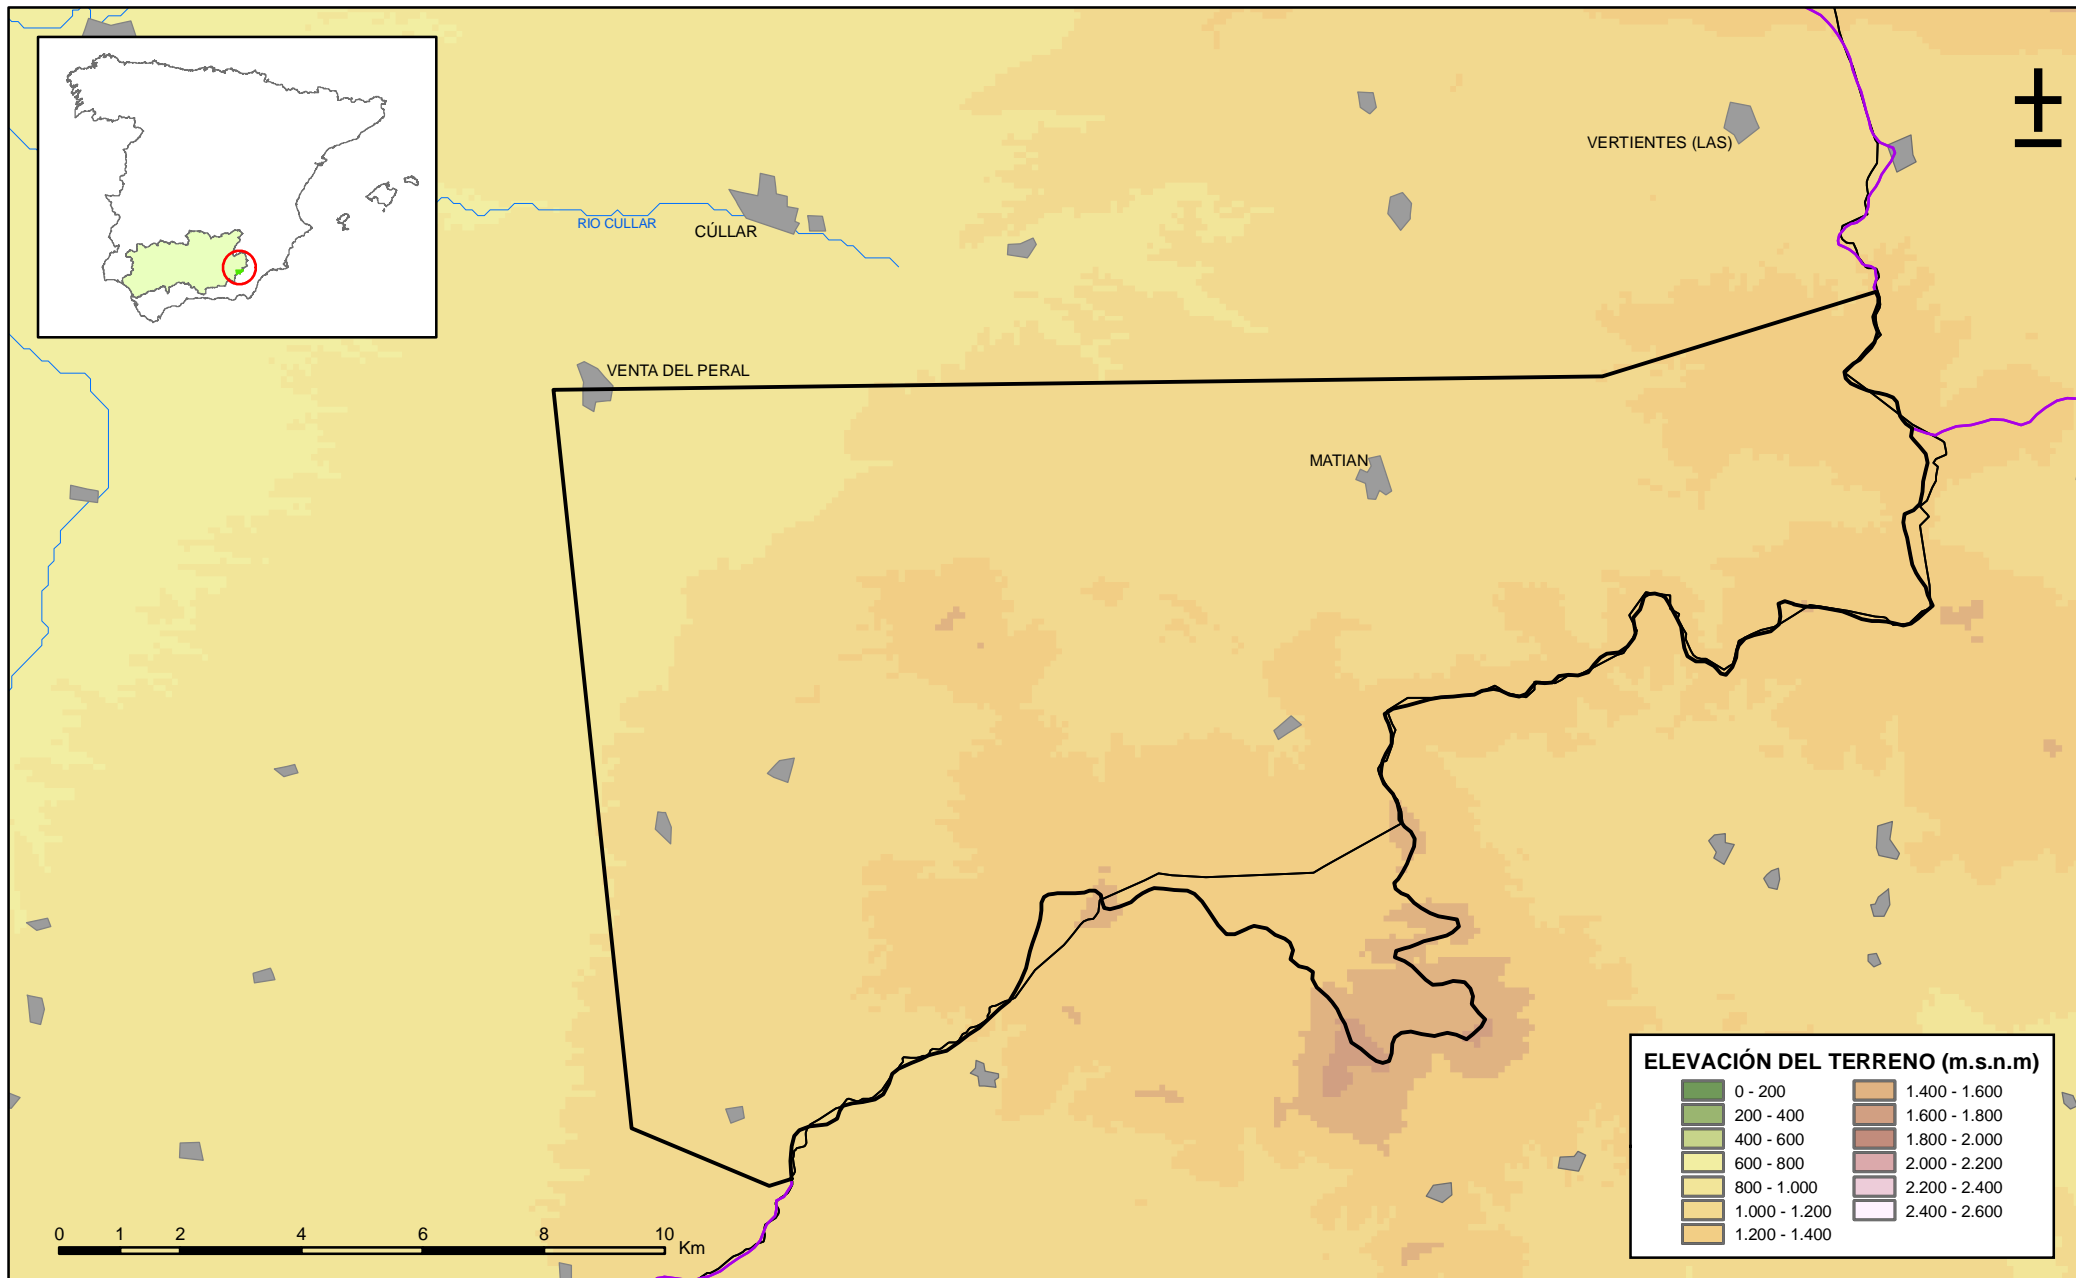 VERTIENTES (LAS)
RIO CULLAR
CÚLLAR
VENTA DEL PERAL
MATIAN
ELEVACIÓN DEL TERRENO (m.s.n.m)
0 - 200
200 - 400
400 - 600
600 - 800
800 - 1.000
1.000 - 1.200
1.200 - 1.400
1.400 - 1.600
1.600 - 1.800
1.800 - 2.000
2.000 - 2.200
2.200 - 2.400
2.400 - 2.600
0 1 2 4 6 8 10 Km